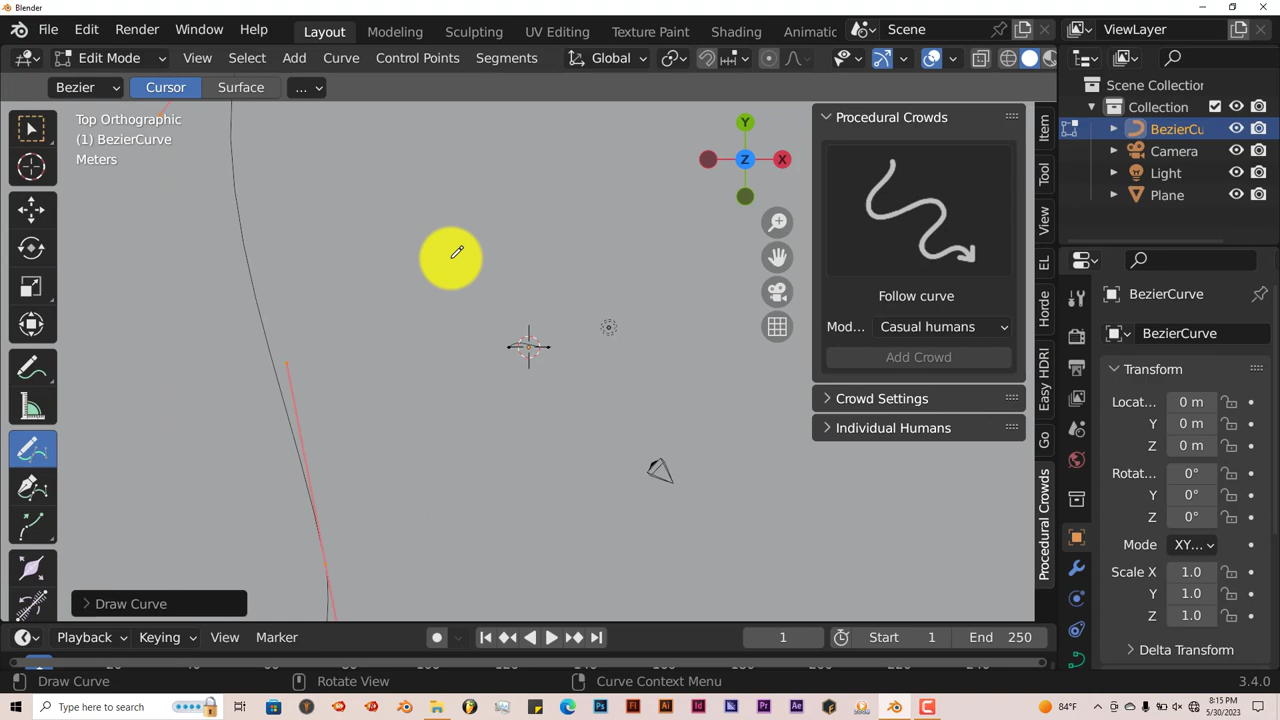 Blender
File Edit Render Window Help Layout Modeling Sculpting UV Editing Texture Paint Shading Animatic Scene ViewLayer
Edit Mode View Select Add Curve Control Points Segments Global
Bezier Cursor Surface ...
Top Orthographic
(1) BezierCurve
Meters
Y
Z
X
Procedural Crowds
Follow curve
Mod... Casual humans
Add Crowd
Crowd Settings
Individual Humans
Item
Tool
View
EL
Horde
Easy HDRI
Go
Procedural Crowds
Scene Collection
Collection
BezierCu
Camera
Light
Plane
BezierCurve
BezierCurve
Transform
Locat... 0 m
Y 0 m
Z 0 m
Rotat... 0°
Y 0°
Z 0°
Mode XY...
Scale X 1.0
Y 1.0
Z 1.0
Delta Transform
Draw Curve
Playback Keying View Marker 1 Start 1 End 250
Draw Curve Rotate View Curve Context Menu 3.4.0
Type here to search 84°F 8:15 PM
5/30/2023